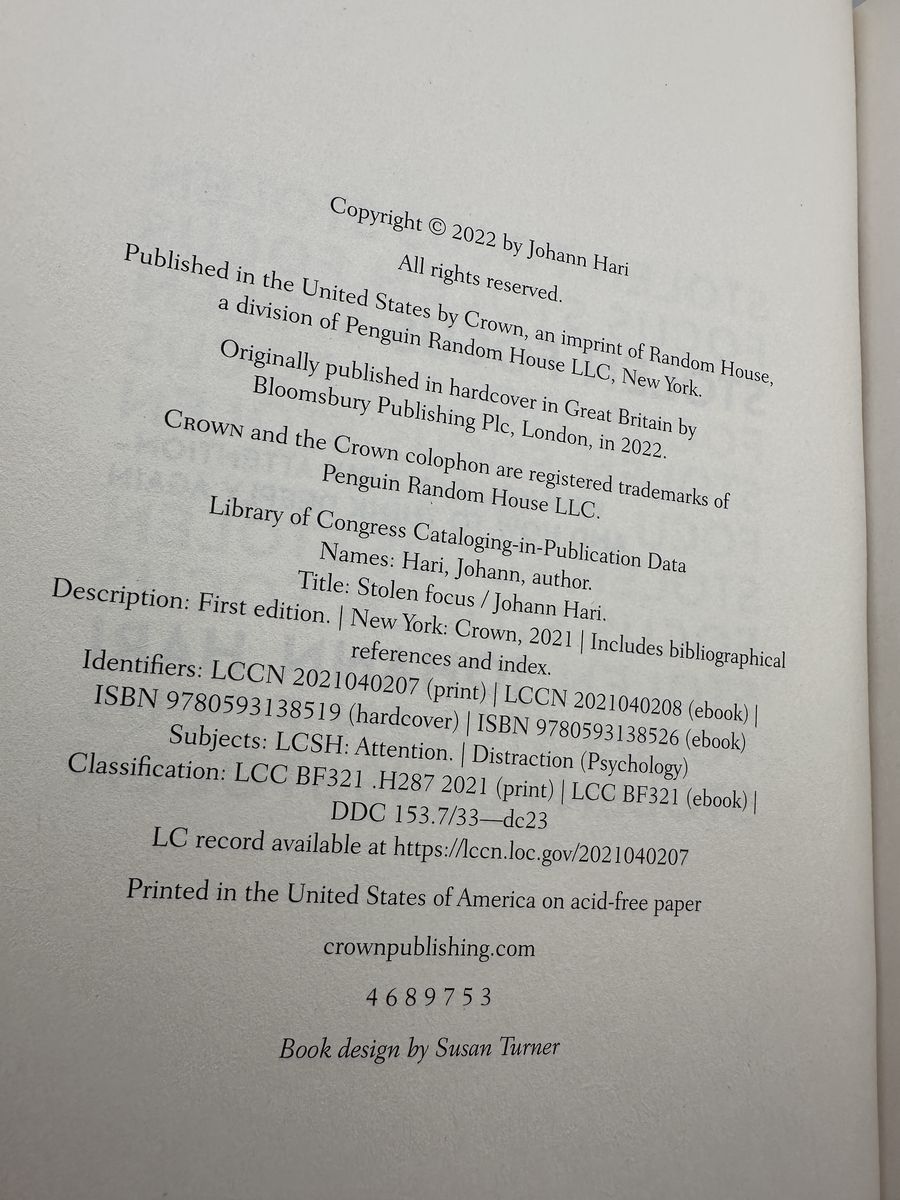 Copyright © 2022 by Johann Hari
All rights reserved.
Published in the United States by Crown, an imprint of Random House,
a division of Penguin Random House LLC, New York.
Originally published in hardcover in Great Britain by
Bloomsbury Publishing Plc, London, in 2022.
CROWN and the Crown colophon are registered trademarks of
Penguin Random House LLC.
Library of Congress Cataloging-in-Publication Data
Names: Hari, Johann, author.
Title: Stolen focus / Johann Hari.
Description: First edition. | New York: Crown, 2021 | Includes bibliographical
references and index.
Identifiers: LCCN 2021040207 (print) | LCCN 2021040208 (ebook) |
ISBN 9780593138519 (hardcover) | ISBN 9780593138526 (ebook)
Subjects: LCSH: Attention. | Distraction (Psychology)
Classification: LCC BF321 .H287 2021 (print) | LCC BF321 (ebook) |
DDC 153.7/33—dc23
LC record available at https://lccn.loc.gov/2021040207
Printed in the United States of America on acid-free paper
crownpublishing.com
4 6 8 9 7 5 3
Book design by Susan Turner